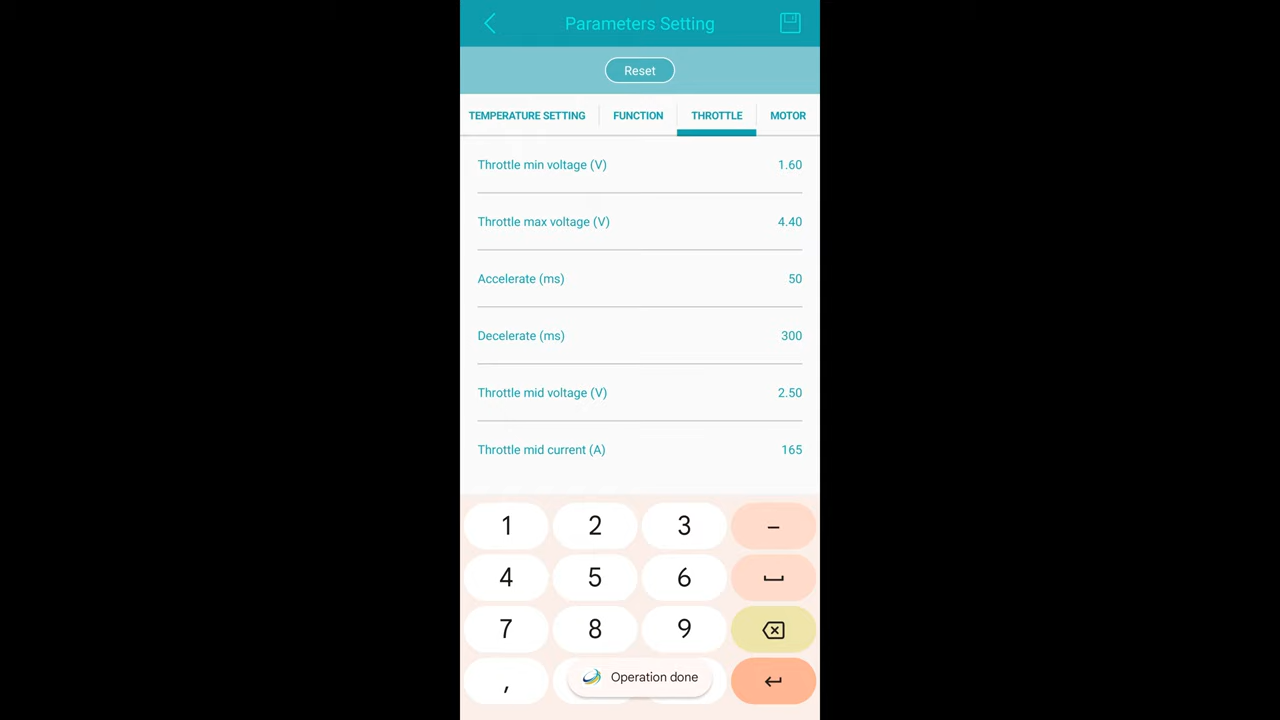 Parameters Setting
Reset
TEMPERATURE SETTING FUNCTION THROTTLE MOTOR
Throttle min voltage (V) 1.60
Throttle max voltage (V) 4.40
Accelerate (ms) 50
Decelerate (ms) 300
Throttle mid voltage (V) 2.50
Throttle mid current (A) 165
1 2 3 –
4 5 6
7 8 9
, Operation done